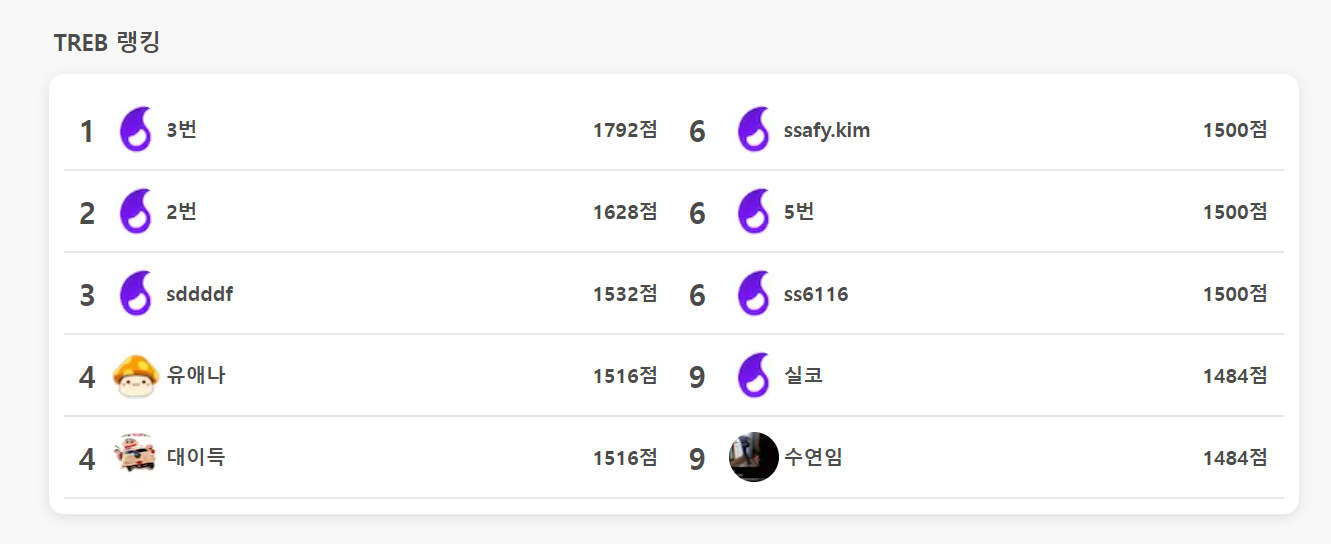 TREB 랭킹
1 3번 1792점
2 2번 1628점
3 sddddf 1532점
4 유애나 1516점
4 대이득 1516점
6 ssafy.kim 1500점
6 5번 1500점
6 ss6116 1500점
9 실코 1484점
9 수연임 1484점